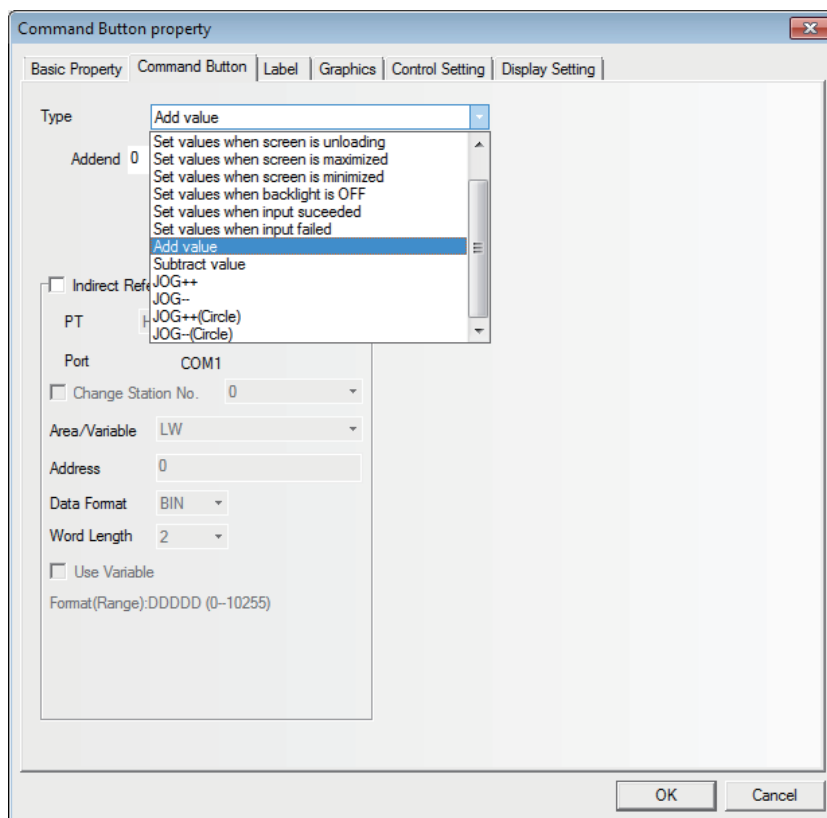 Command Button property
Basic Property Command Button Label Graphics Control Setting Display Setting
Type Add value
Set values when screen is unloading
Addend 0
Set values when screen is maximized
Set values when screen is minimized
Set values when backlight is OFF
Set values when input suceeded
Set values when input failed
Add value
Subtract value
Indirect Refe
JOG++
JOG--
PT H
JOG++(Circle)
JOG--(Circle)
Port COM1
Change Station No. 0
Area/Variable LW
Address 0
Data Format BIN
Word Length 2
Use Variable
Format(Range):DDDDD (0--10255)
OK Cancel